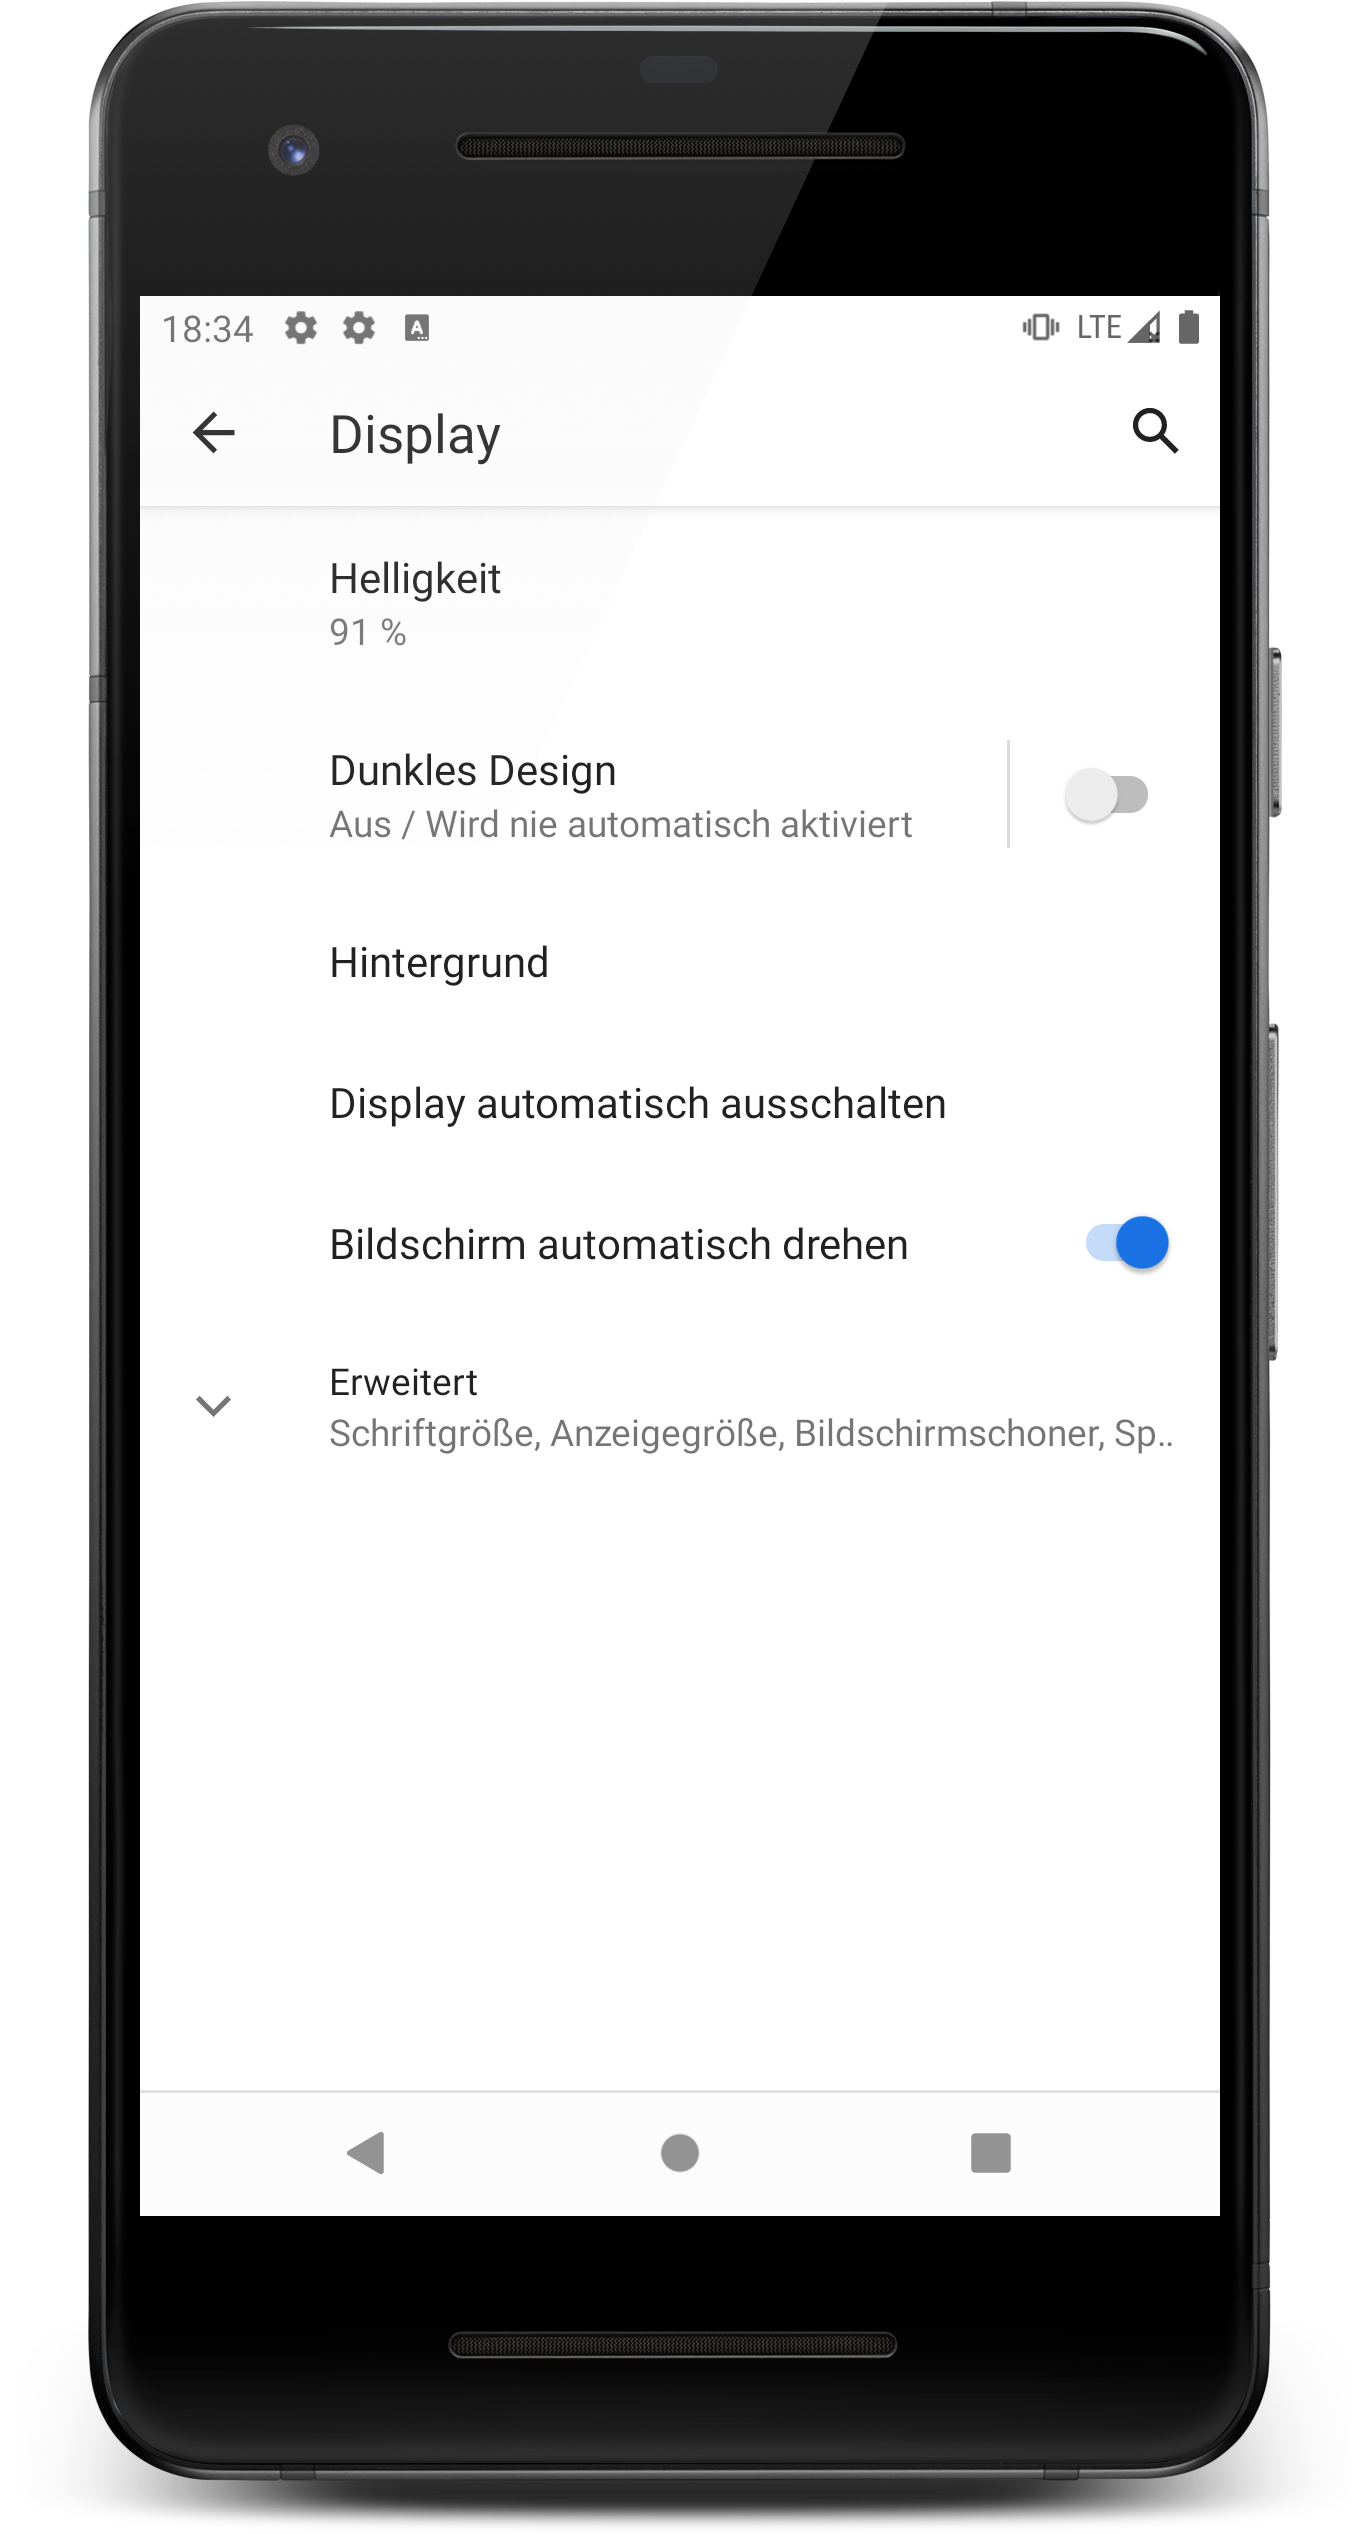 18:34 LTE
Display
Helligkeit
91 %
Dunkles Design
Aus / Wird nie automatisch aktiviert
Hintergrund
Display automatisch ausschalten
Bildschirm automatisch drehen
Erweitert
Schriftgröße, Anzeigegröße, Bildschirmschoner, Sp..